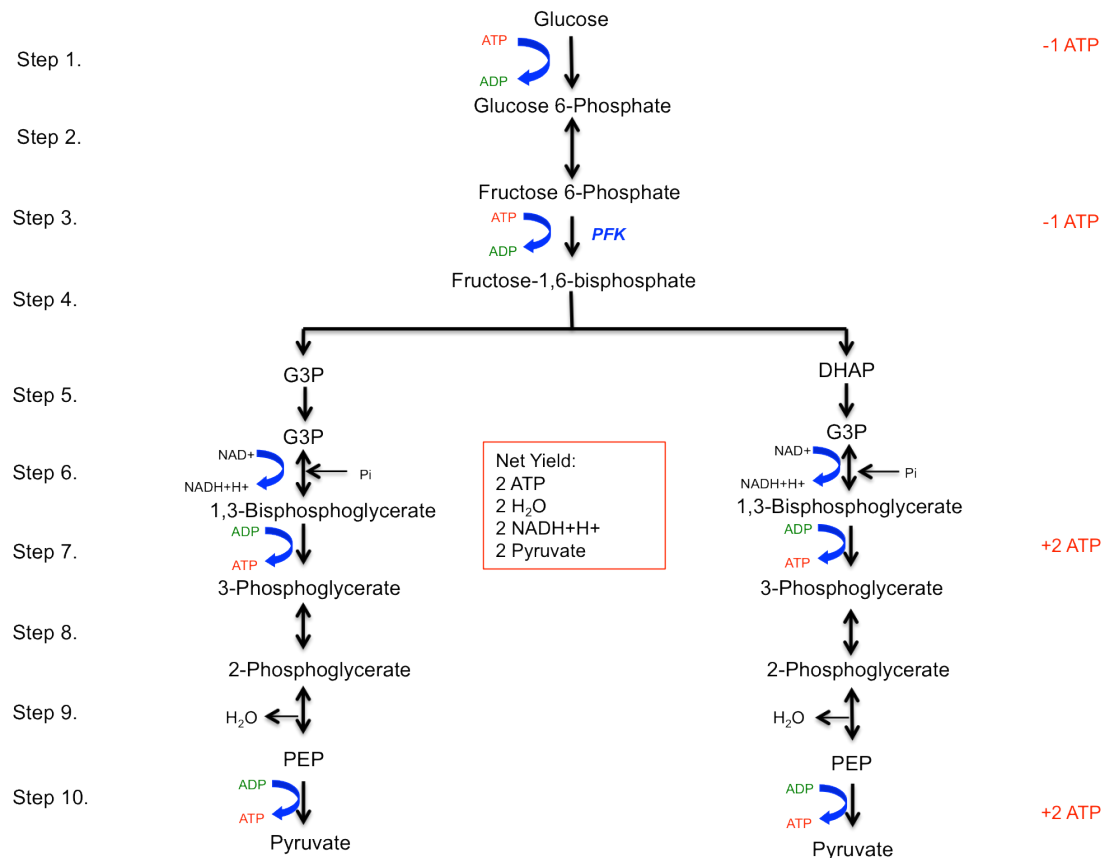 Glucose
Step 1.
ATP
ADP
-1 ATP
Glucose 6-Phosphate
Step 2.
Fructose 6-Phosphate
Step 3.
ATP
ADP
PFK
-1 ATP
Fructose-1,6-bisphosphate
Step 4.
G3P
DHAP
Step 5.
G3P
G3P
Step 6.
NAD+
NADH+H+
Pi
NAD+
NADH+H+
Pi
Net Yield:
2 ATP
2 H₂O
2 NADH+H+
2 Pyruvate
1,3-Bisphosphoglycerate
1,3-Bisphosphoglycerate
Step 7.
ADP
ATP
ADP
ATP
+2 ATP
3-Phosphoglycerate
3-Phosphoglycerate
Step 8.
2-Phosphoglycerate
2-Phosphoglycerate
Step 9.
H₂O
H₂O
PEP
PEP
Step 10.
ADP
ATP
ADP
ATP
+2 ATP
Pyruvate
Pyruvate